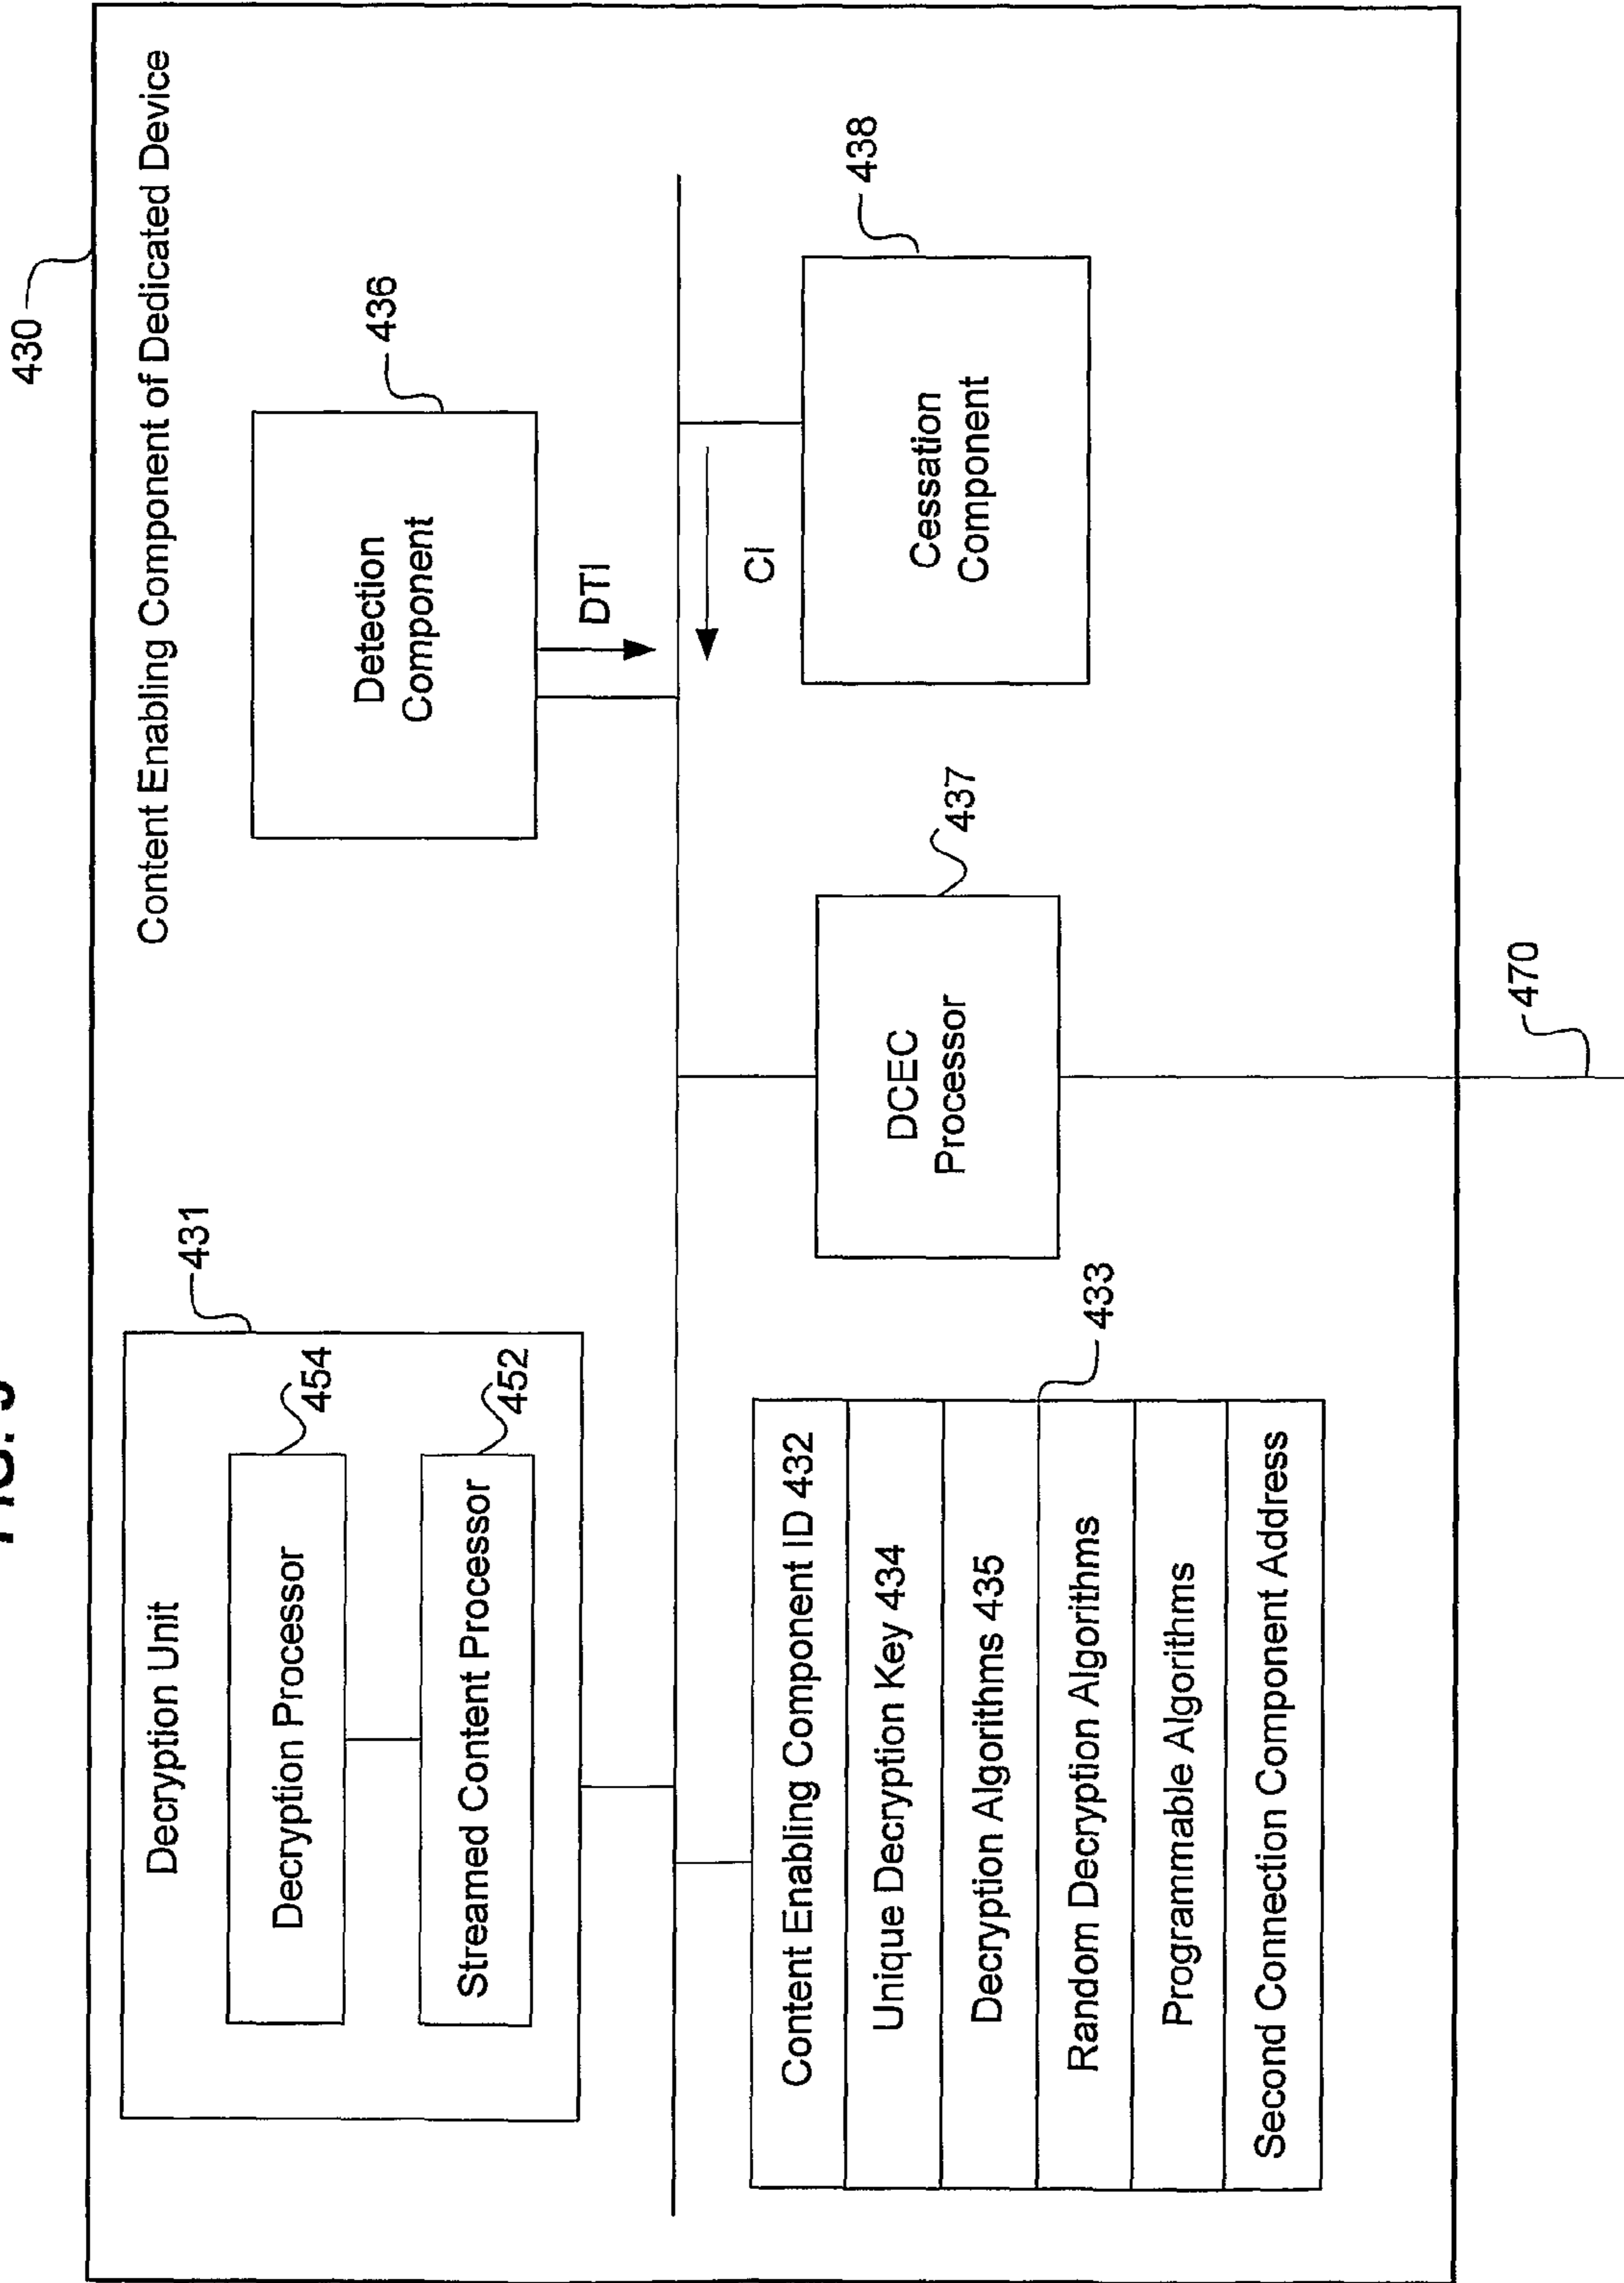 430
Content Enabling Component of Dedicated Device
Decryption Unit
431
Decryption Processor
454
Streamed Content Processor
452
Detection
Component
436
DTI
CI
Content Enabling Component ID 432
Unique Decryption Key 434
Decryption Algorithms 435
Random Decryption Algorithms
Programmable Algorithms
Second Connection Component Address
433
DCEC
Processor
437
Cessation
Component
438
470